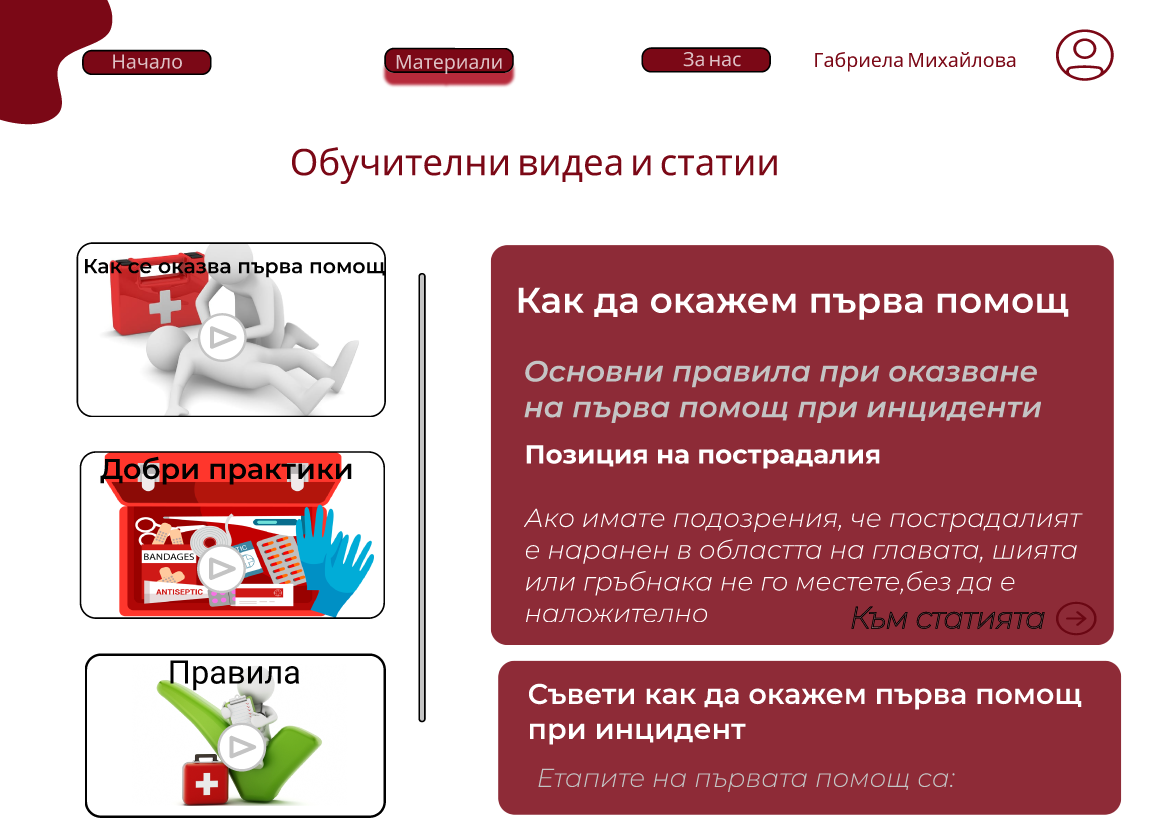 Начало
Материали
За нас
Габриела Михайлова
Обучителни видеа и статии
Как се оказва първа помощ
Добри практики
BANDAGES
ANTISEPTIC
Правила
Как да окажем първа помощ
Основни правила при оказване
на първа помощ при инциденти
Позиция на пострадалия
Ако имате подозрения, че пострадалият
е наранен в областта на главата, шията
или гръбнака не го местете,без да е
наложително
Към статията
Съвети как да окажем първа помощ
при инцидент
Етапите на първата помощ са: